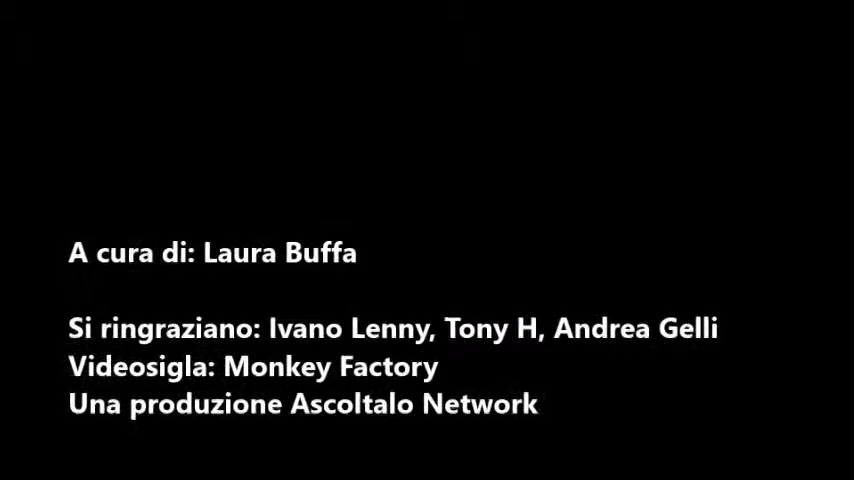 A cura di: Laura Buffa
Si ringraziano: Ivano Lenny, Tony H, Andrea Gelli
Videosigla: Monkey Factory
Una produzione Ascoltalo Network